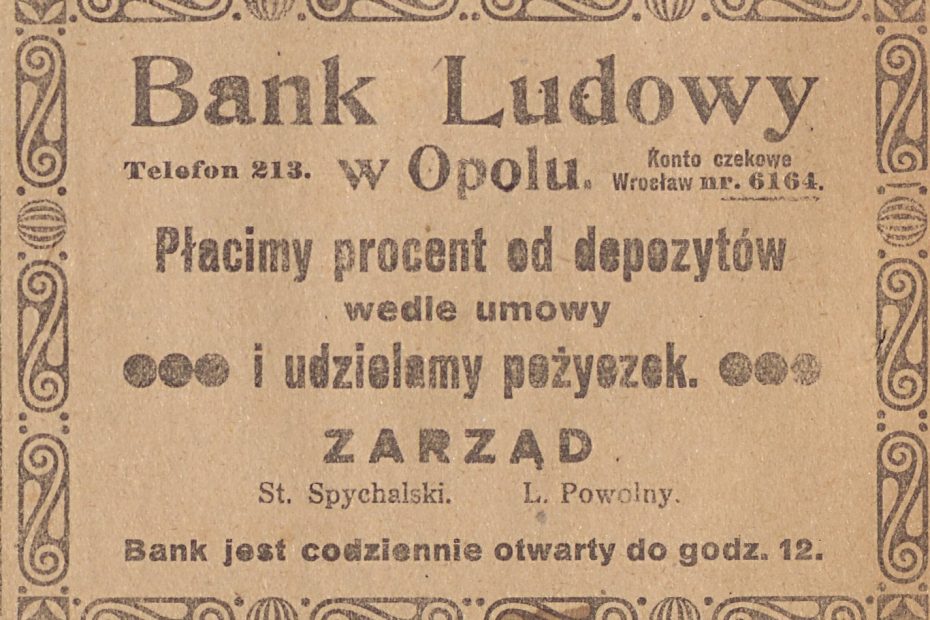 Bank Ludowy
Telefon 213. w Opolu. Konto czekowe
Wrosław nr. 6164.
Płacimy procent od depozytów
wedle umowy
i udzielamy pożyczek.
ZARZĄD
St. Spychalski. L. Powolny.
Bank jest codziennie otwarty do godz. 12.